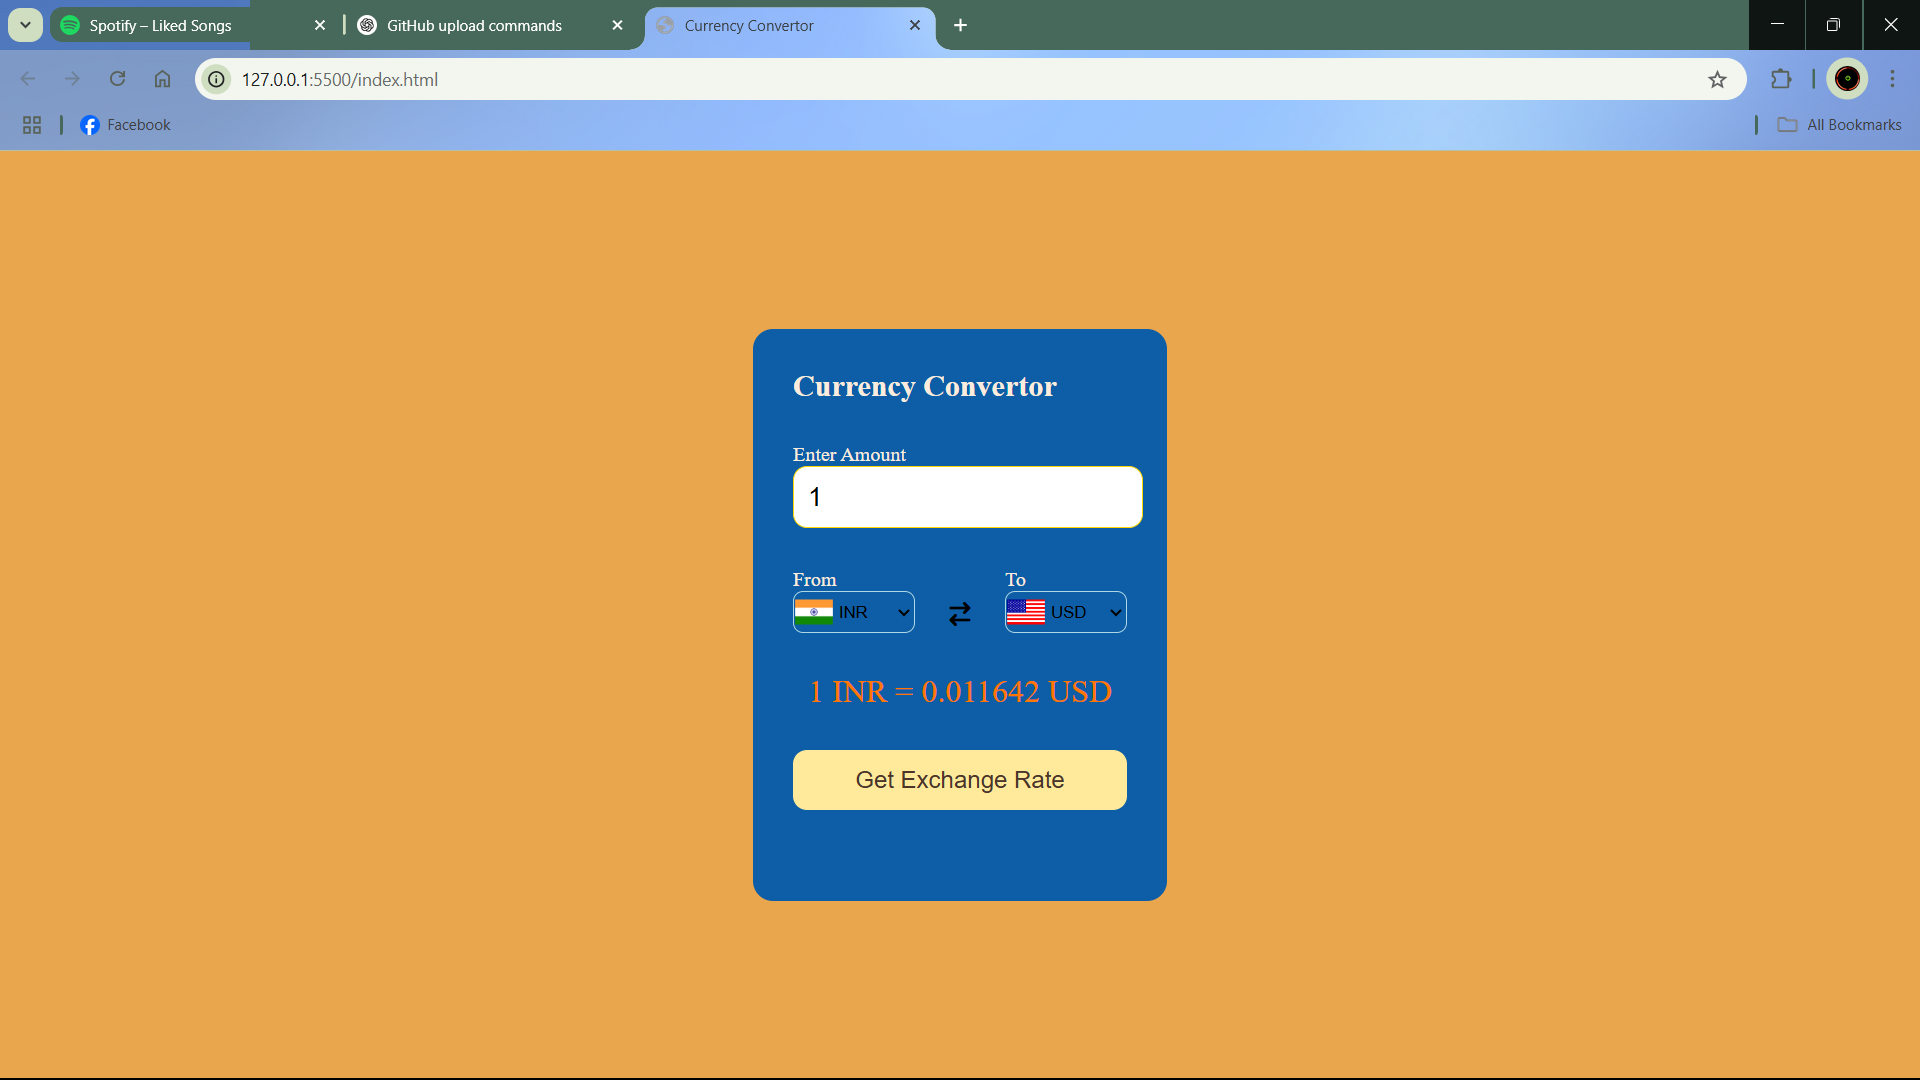 Spotify – Liked Songs
GitHub upload commands
Currency Convertor
127.0.0.1:5500/index.html
Facebook
All Bookmarks
Currency Convertor
Enter Amount
1
From
To
INR
USD
1 INR = 0.011642 USD
Get Exchange Rate